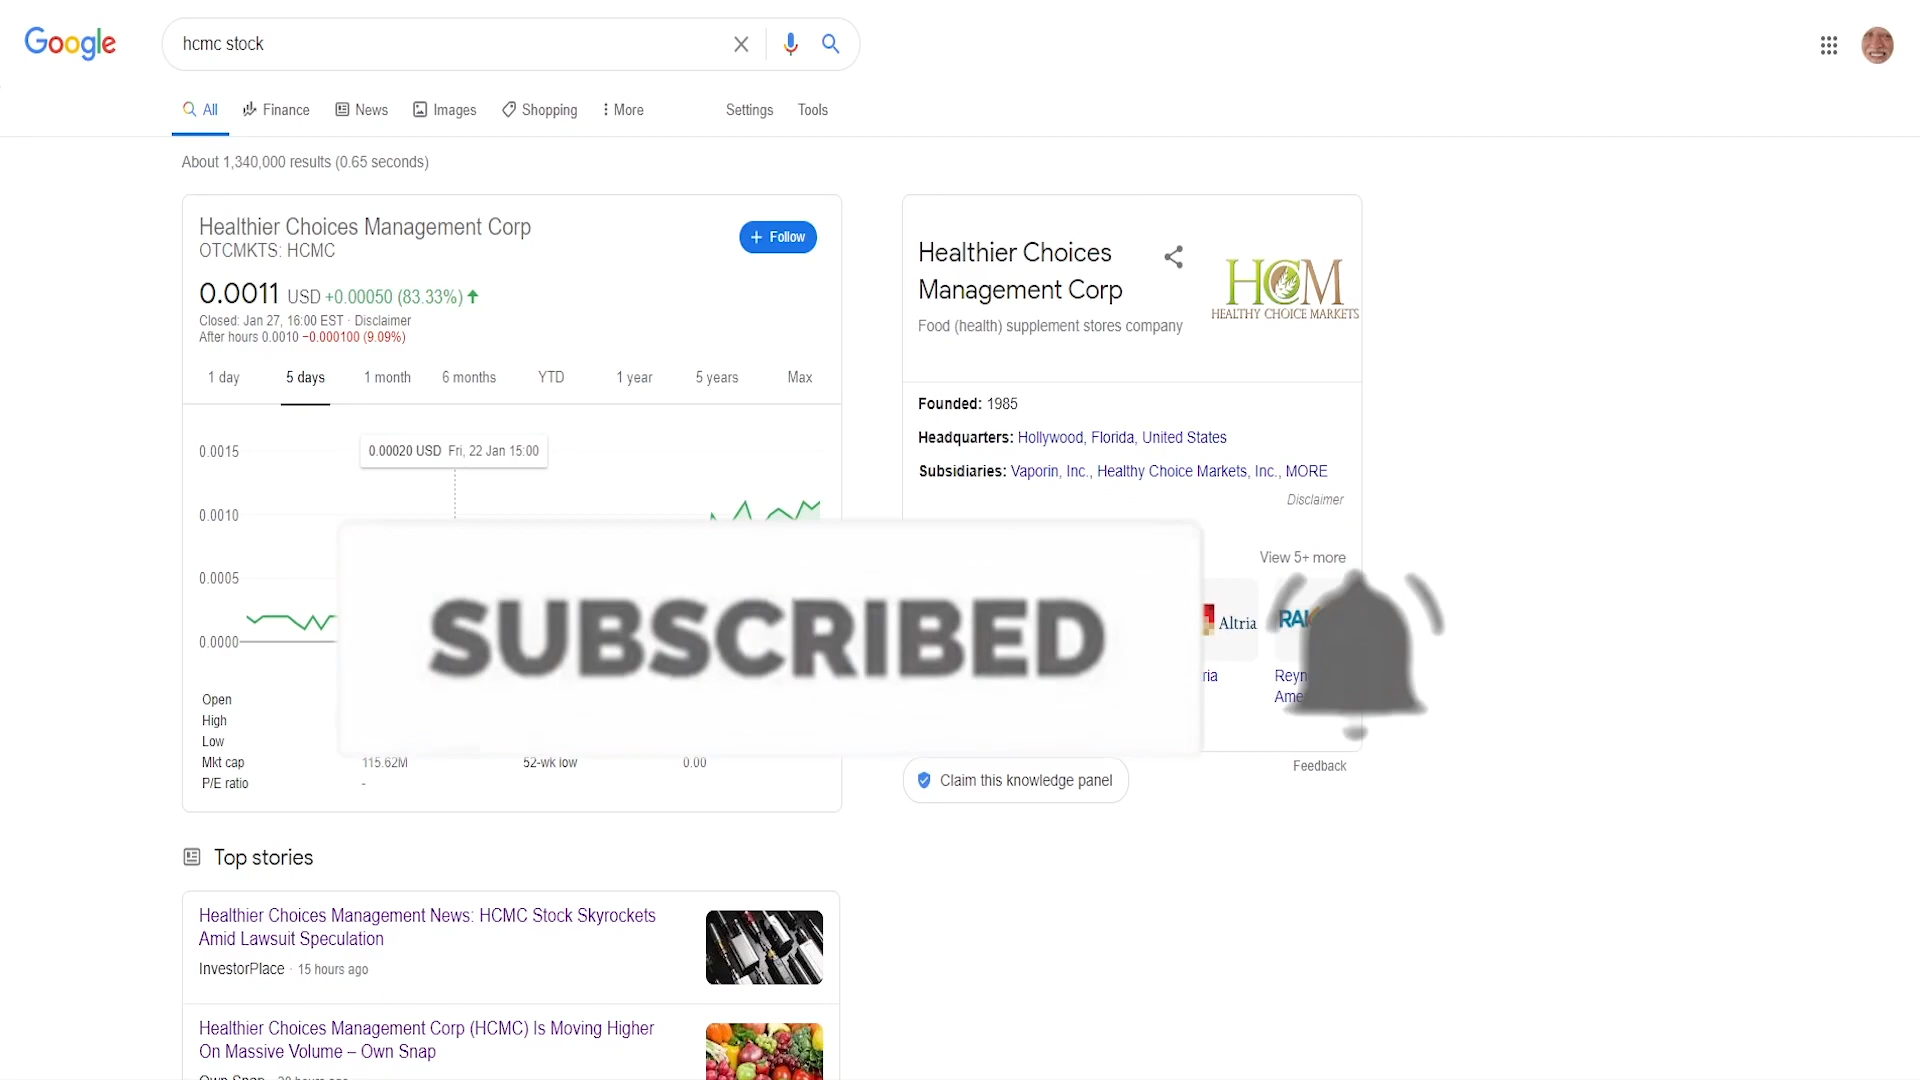 Google
hcmc stock
All Finance News Images Shopping More Settings Tools
About 1,340,000 results (0.65 seconds)
Healthier Choices Management Corp
OTCMKTS: HCMC
Follow
0.0011 USD +0.00050 (83.33%)
Closed: Jan 27, 16:00 EST · Disclaimer
After hours 0.0010 −0.000100 (9.09%)
1 day 5 days 1 month 6 months YTD 1 year 5 years Max
0.00020 USD Fri, 22 Jan 15:00
0.0015
0.0010
0.0005
0.0000
Open
High
Low
Mkt cap 115.62M 52-wk low 0.00
P/E ratio -
Healthier Choices
Management Corp
Food (health) supplement stores company
HCM
HEALTHY CHOICE MARKETS
Founded: 1985
Headquarters: Hollywood, Florida, United States
Subsidiaries: Vaporin, Inc., Healthy Choice Markets, Inc., MORE
Disclaimer
View 5+ more
Altria
RAI
ria
Reyn
Ame
SUBSCRIBED
Feedback
Claim this knowledge panel
Top stories
Healthier Choices Management News: HCMC Stock Skyrockets
Amid Lawsuit Speculation
InvestorPlace · 15 hours ago
Healthier Choices Management Corp (HCMC) Is Moving Higher
On Massive Volume – Own Snap